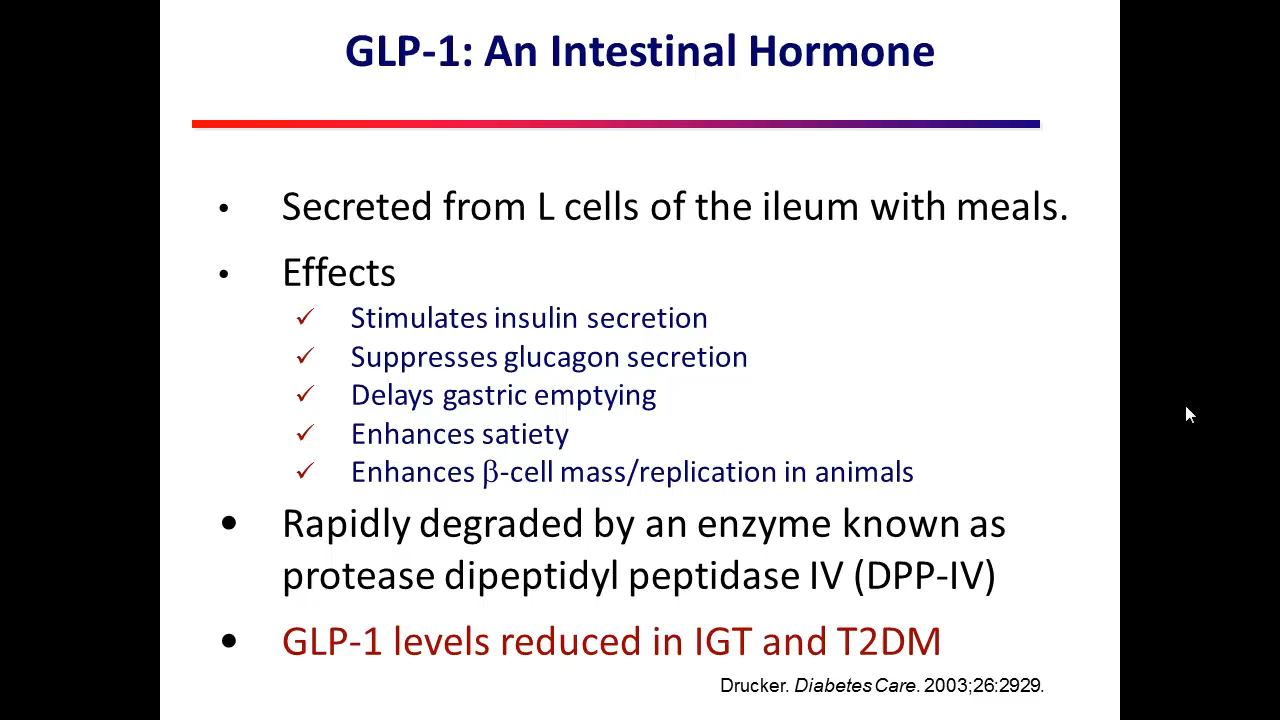 GLP-1: An Intestinal Hormone
• Secreted from L cells of the ileum with meals.
• Effects
✓ Stimulates insulin secretion
✓ Suppresses glucagon secretion
✓ Delays gastric emptying
✓ Enhances satiety
✓ Enhances β-cell mass/replication in animals
• Rapidly degraded by an enzyme known as
protease dipeptidyl peptidase IV (DPP-IV)
• GLP-1 levels reduced in IGT and T2DM
Drucker. Diabetes Care. 2003;26:2929.